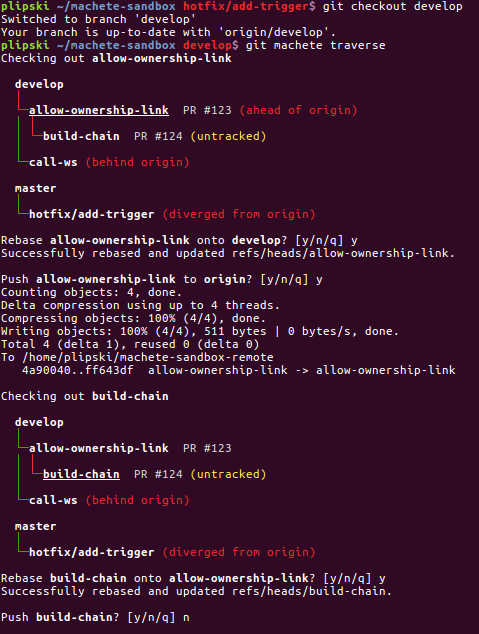 plipski ~/machete-sandbox hotfix/add-trigger$ git checkout develop
Switched to branch 'develop'
Your branch is up-to-date with 'origin/develop'.
plipski ~/machete-sandbox develop$ git machete traverse
Checking out allow-ownership-link
develop
allow-ownership-link PR #123 (ahead of origin)
build-chain PR #124 (untracked)
call-ws (behind origin)
master
hotfix/add-trigger (diverged from origin)
Rebase allow-ownership-link onto develop? [y/n/q] y
Successfully rebased and updated refs/heads/allow-ownership-link.
Push allow-ownership-link to origin? [y/n/q] y
Counting objects: 4, done.
Delta compression using up to 4 threads.
Compressing objects: 100% (4/4), done.
Writing objects: 100% (4/4), 511 bytes | 0 bytes/s, done.
Total 4 (delta 1), reused 0 (delta 0)
To /home/plipski/machete-sandbox-remote
4a90040..ff643df allow-ownership-link -> allow-ownership-link
Checking out build-chain
develop
allow-ownership-link PR #123
build-chain PR #124 (untracked)
call-ws (behind origin)
master
hotfix/add-trigger (diverged from origin)
Rebase build-chain onto allow-ownership-link? [y/n/q] y
Successfully rebased and updated refs/heads/build-chain.
Push build-chain? [y/n/q] n